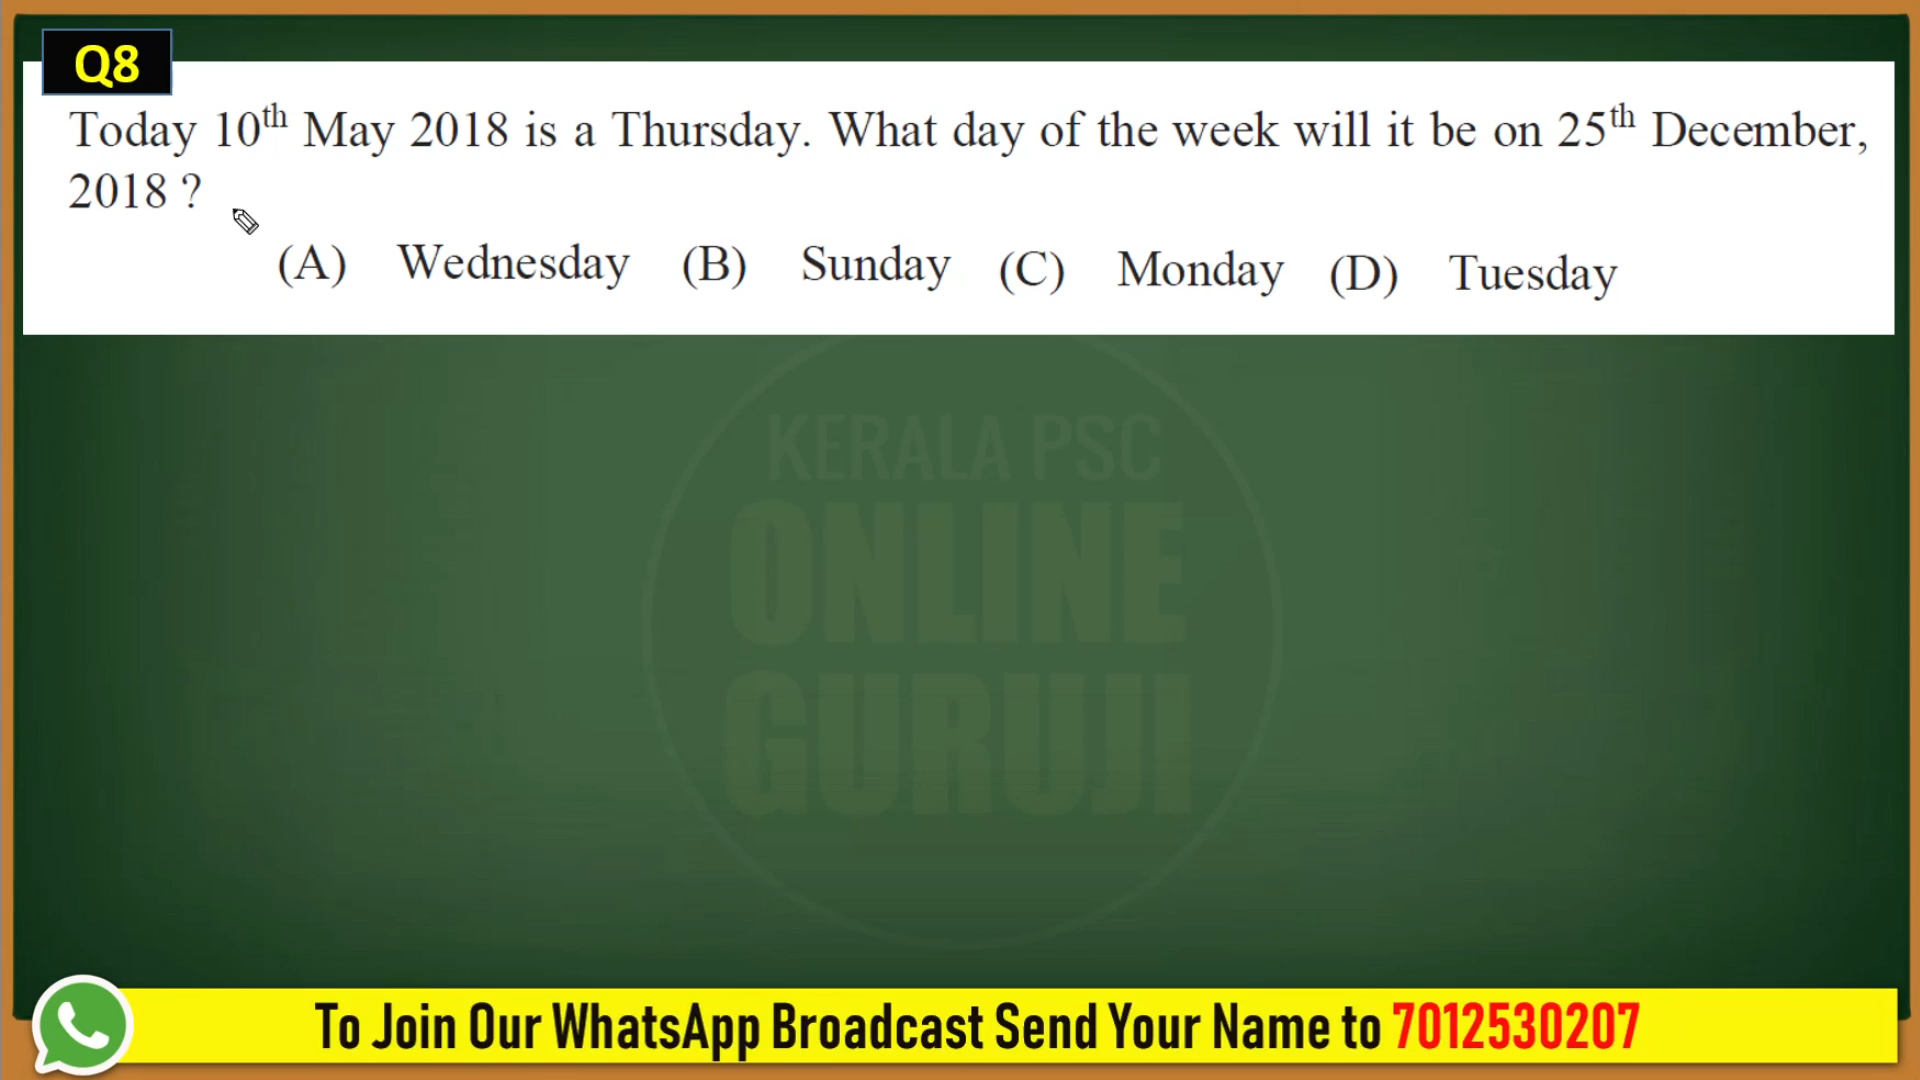 Q8
Today 10th May 2018 is a Thursday. What day of the week will it be on 25th December,
2018 ?
(A) Wednesday (B) Sunday (C) Monday (D) Tuesday
KERALA PSC
ONLINE
GURUJI
To Join Our WhatsApp Broadcast Send Your Name to 7012530207